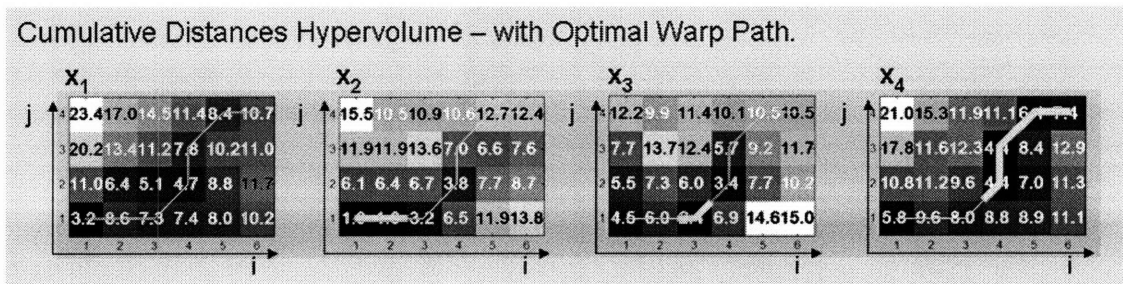 Cumulative Distances Hypervolume – with Optimal Warp Path.
X1 X2 X3 X4
j 4 23.4 17.0 14.5 11.4 8.4 10.7
3 20.2 13.4 11.2 7.8 10.2 11.0
2 11.0 6.4 5.1 4.7 8.8 11.7
1 3.2 8.6 7.3 7.4 8.0 10.2
1 2 3 4 5 6
i
j 4 15.5 10.5 10.9 10.6 12.7 12.4
3 11.9 11.9 13.6 7.0 6.6 7.6
2 6.1 6.4 6.7 3.8 7.7 8.7
1 3.2 6.5 11.9 13.8
1 2 3 4 5 6
i
j 4 12.2 9.9 11.4 10.1 10.5 10.5
3 7.7 13.7 12.4 5.7 9.2 11.7
2 5.5 7.3 6.0 3.4 7.7 10.2
1 4.6 6.0 6.9 14.6 15.0
1 2 3 4 5 6
i
j 4 21.0 15.3 11.9 11.1 7.4
3 17.8 11.6 12.3 8.4 12.9
2 10.8 11.2 9.6 7.0 11.3
1 5.8 9.6 8.0 8.8 8.9 11.1
1 2 3 4 5 6
i